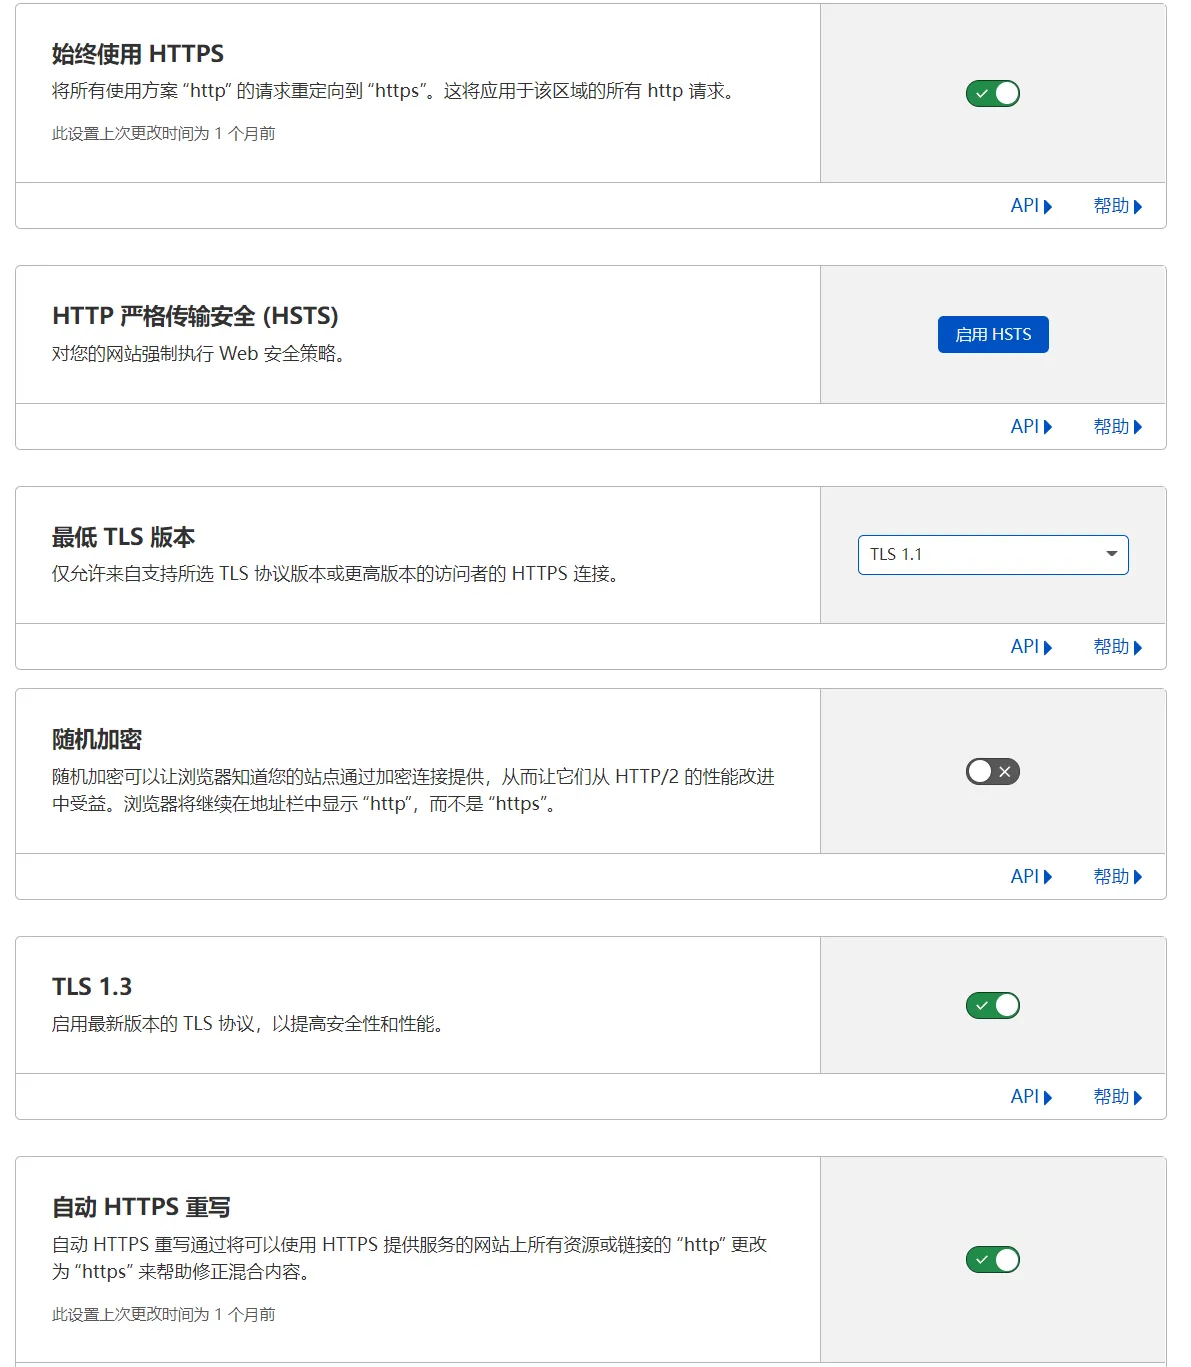 始终使用 HTTPS
将所有使用方案 “http” 的请求重定向到 “https”。这将应用于该区域的所有 http 请求。
此设置上次更改时间为 1 个月前
API
帮助
HTTP 严格传输安全 (HSTS)
对您的网站强制执行 Web 安全策略。
启用 HSTS
API
帮助
最低 TLS 版本
仅允许来自支持所选 TLS 协议版本或更高版本的访问者的 HTTPS 连接。
TLS 1.1
API
帮助
随机加密
随机加密可以让浏览器知道您的站点通过加密连接提供，从而让它们从 HTTP/2 的性能改进
中受益。浏览器将继续在地址栏中显示 “http”，而不是 “https”。
API
帮助
TLS 1.3
启用最新版本的 TLS 协议，以提高安全性和性能。
API
帮助
自动 HTTPS 重写
自动 HTTPS 重写通过将可以使用 HTTPS 提供服务的网站上所有资源或链接的 “http” 更改
为 “https” 来帮助修正混合内容。
此设置上次更改时间为 1 个月前